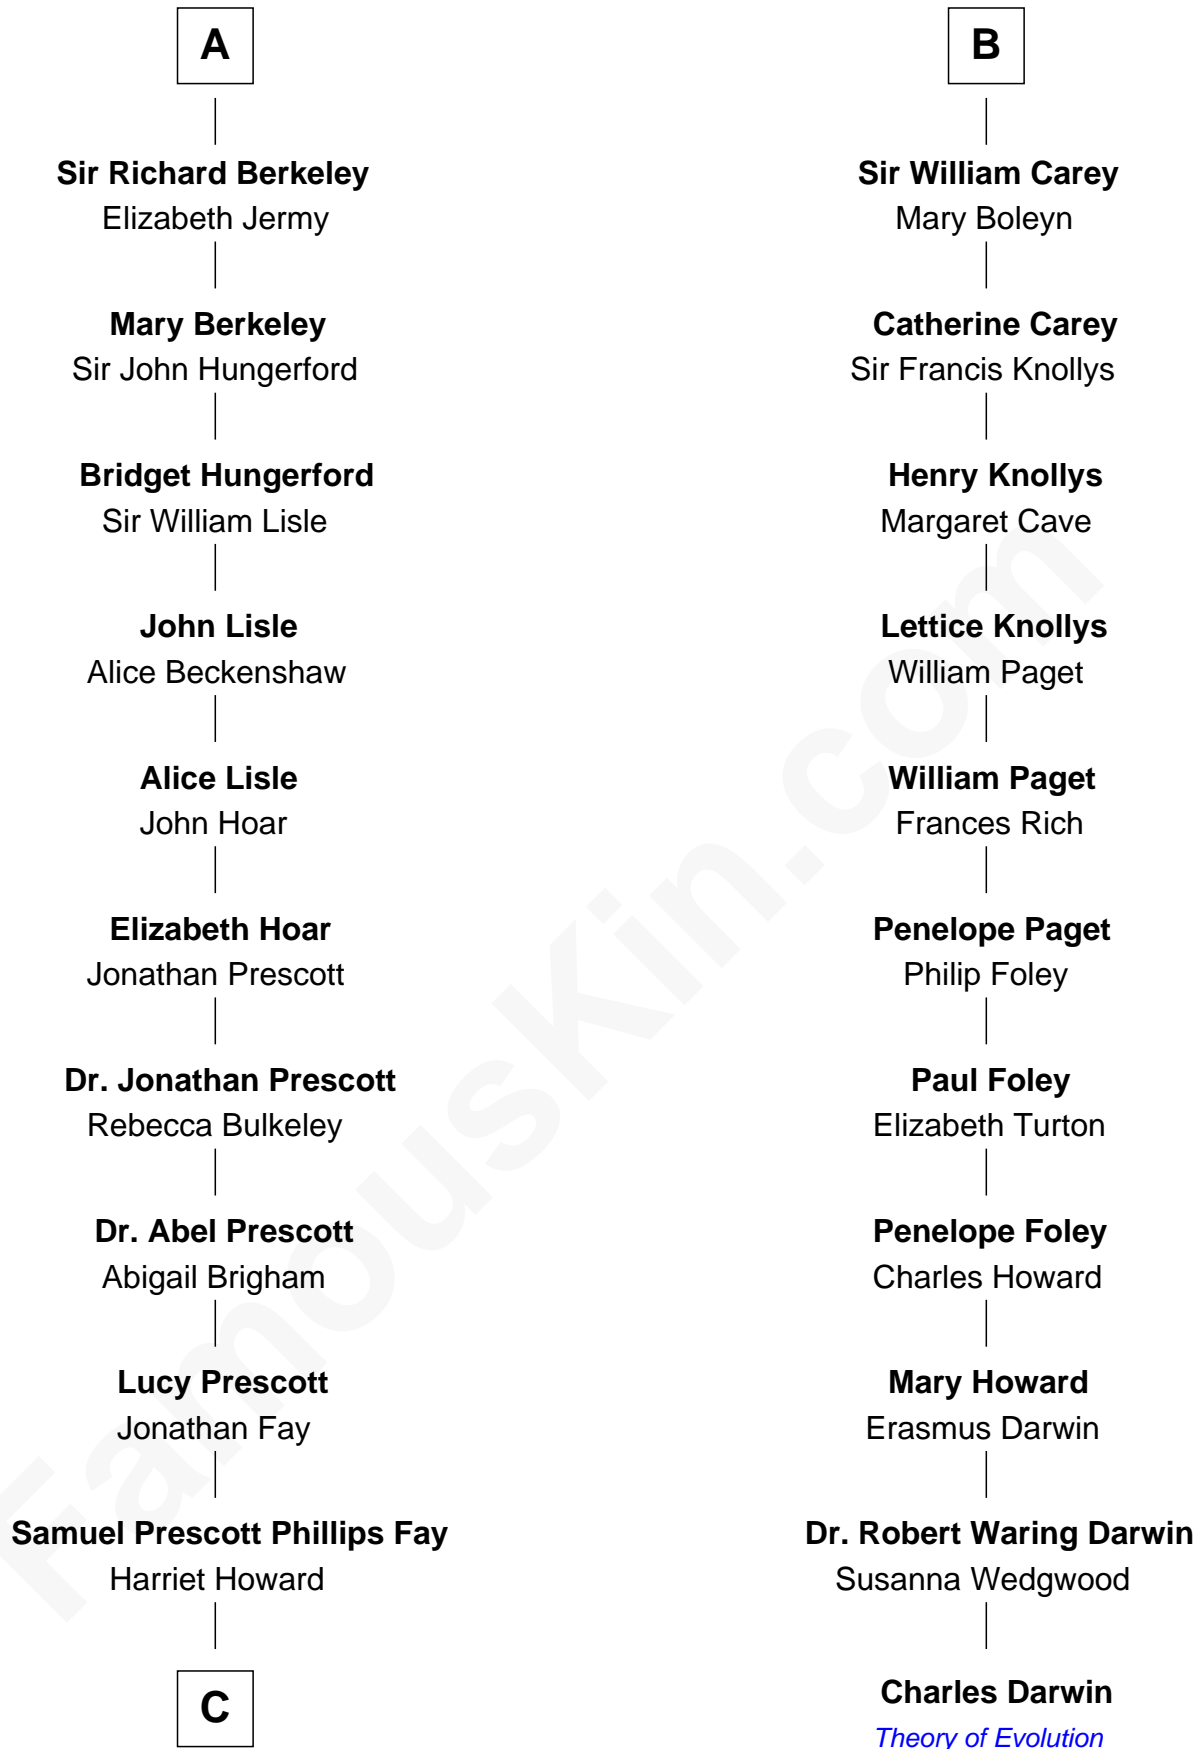 A
Sir Richard Berkeley
Elizabeth Jermy
Mary Berkeley
Sir John Hungerford
Bridget Hungerford
Sir William Lisle
John Lisle
Alice Beckenshaw
Alice Lisle
John Hoar
Elizabeth Hoar
Jonathan Prescott
Dr. Jonathan Prescott
Rebecca Bulkeley
Dr. Abel Prescott
Abigail Brigham
Lucy Prescott
Jonathan Fay
Samuel Prescott Phillips Fay
Harriet Howard
C
B
Sir William Carey
Mary Boleyn
Catherine Carey
Sir Francis Knollys
Henry Knollys
Margaret Cave
Lettice Knollys
William Paget
William Paget
Frances Rich
Penelope Paget
Philip Foley
Paul Foley
Elizabeth Turton
Penelope Foley
Charles Howard
Mary Howard
Erasmus Darwin
Dr. Robert Waring Darwin
Susanna Wedgwood
Charles Darwin
Theory of Evolution
FamousKin.com